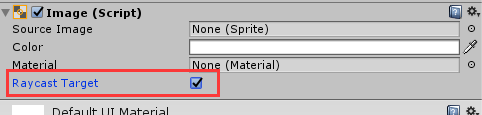 Image (Script)
Source Image None (Sprite)
Color
Material None (Material)
Raycast Target
Default UI Material